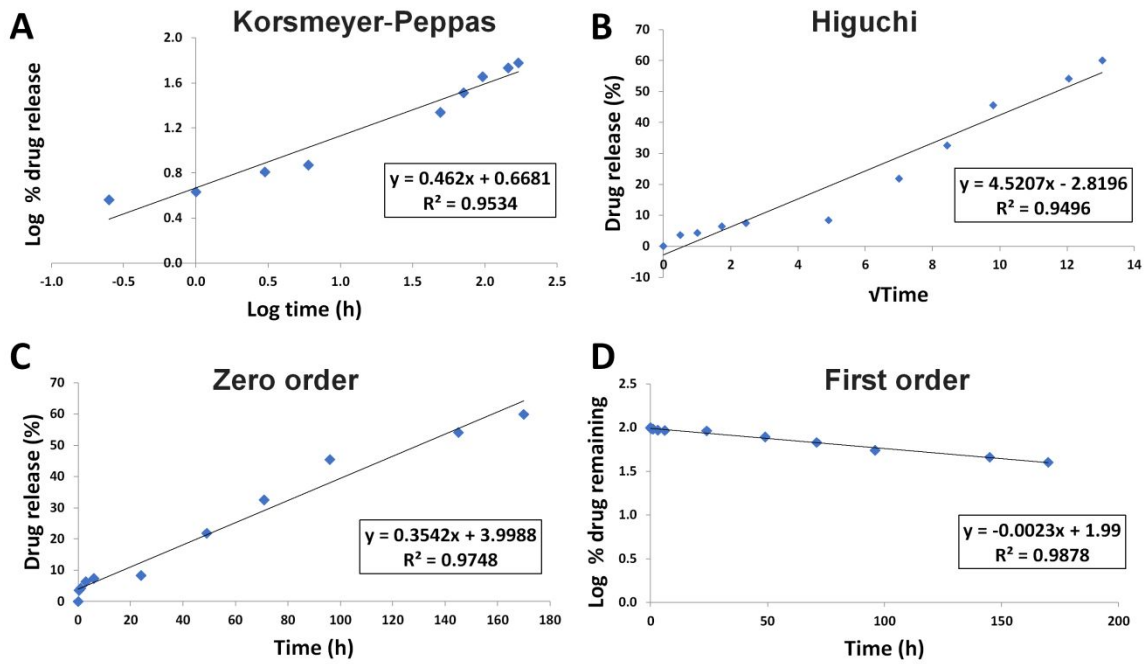 A
Korsmeyer-Peppas
Log % drug release
2.0
1.6
1.2
0.8
0.4
0.0
-1.0 -0.5 0.0 0.5 1.0 1.5 2.0 2.5
Log time (h)
y = 0.462x + 0.6681
R² = 0.9534
B
Higuchi
Drug release (%)
70
60
50
40
30
20
10
0
-10
0 2 4 6 8 10 12 14
√Time
y = 4.5207x - 2.8196
R² = 0.9496
C
Zero order
Drug release (%)
70
60
50
40
30
20
10
0
0 20 40 60 80 100 120 140 160 180
Time (h)
y = 0.3542x + 3.9988
R² = 0.9748
D
First order
Log % drug remaining
2.5
2.0
1.5
1.0
0.5
0.0
0 50 100 150 200
Time (h)
y = -0.0023x + 1.99
R² = 0.9878